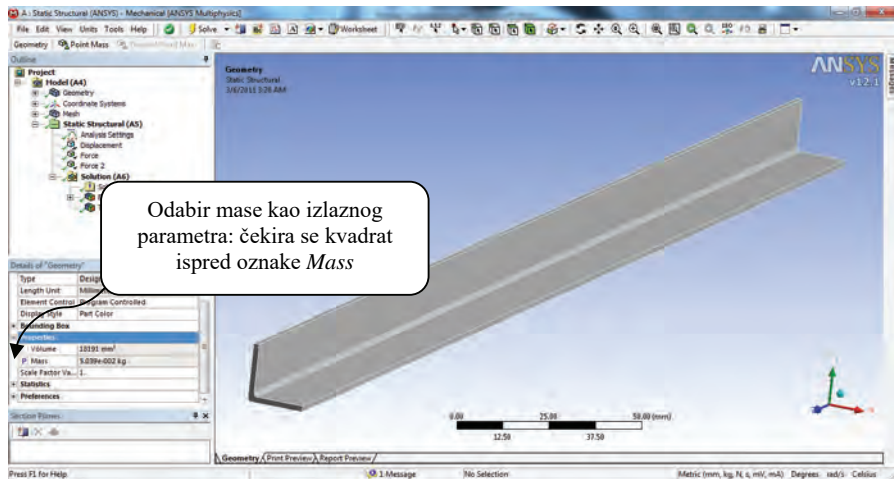 A : Static Structural (ANSYS) - Mechanical [ANSYS Multiphysics]
File Edit View Units Tools Help Solve Worksheet
Geometry Point Mass
Outline
Project
Model (A4)
Geometry
Coordinate Systems
Mesh
Static Structural (A5)
Analysis Settings
Displacement
Force
Force 2
Solution (A6)
Geometry
Static Structural
ANSYS
v12.1
Messages
Odabir mase kao izlaznog
parametra: čekira se kvadrat
ispred oznake Mass
Details of "Geometry"
Type
Length Unit
Element Control Program Controlled
Display Style Part Color
Bounding Box
Properties
Volume 10191 mm³
P Mass 5.039e-002 kg
Scale Factor Va... 1.
Statistics
Preferences
Section Planes
0.00 25.00 50.00 (mm)
12.50 37.50
Geometry Print Preview Report Preview
Press F1 for Help 1 Message No Selection Metric (mm, kg, N, s, mV, mA) Degrees rad/s Celsius